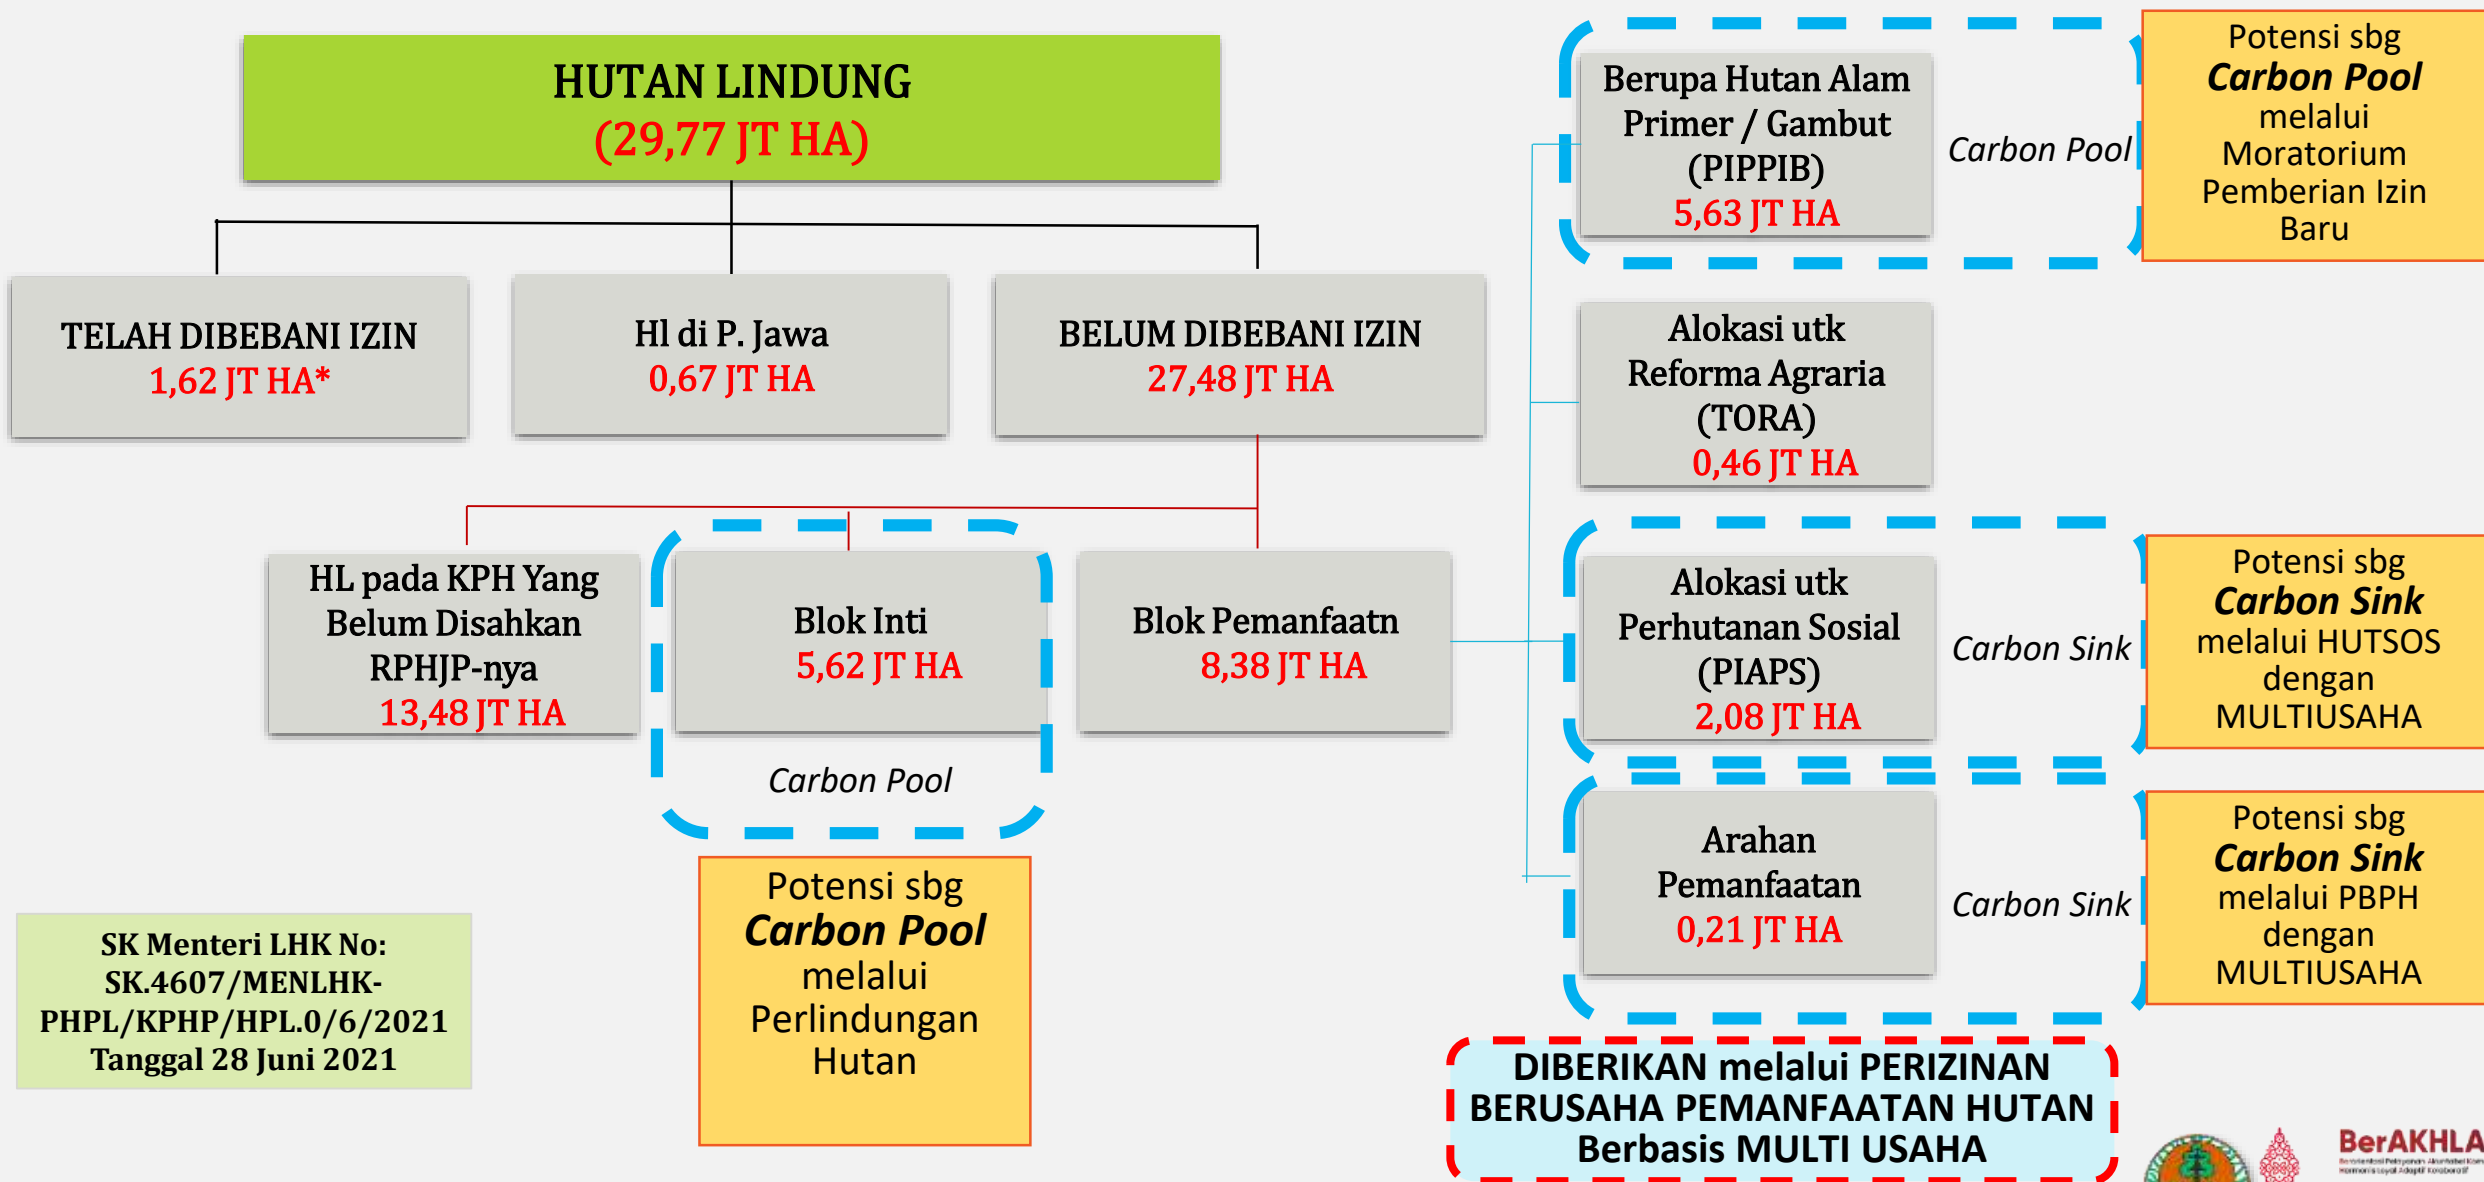 HUTAN LINDUNG
(29,77 JT HA)
TELAH DIBEBANI IZIN
1,62 JT HA*
Hl di P. Jawa
0,67 JT HA
BELUM DIBEBANI IZIN
27,48 JT HA
HL pada KPH Yang
Belum Disahkan
RPHJP-nya
13,48 JT HA
Blok Inti
5,62 JT HA
Carbon Pool
Blok Pemanfaatn
8,38 JT HA
Potensi sbg
Carbon Pool
melalui
Perlindungan
Hutan
SK Menteri LHK No:
SK.4607/MENLHK-
PHPL/KPHP/HPL.0/6/2021
Tanggal 28 Juni 2021
Berupa Hutan Alam
Primer / Gambut
(PIPPIB)
5,63 JT HA
Carbon Pool
Potensi sbg
Carbon Pool
melalui
Moratorium
Pemberian Izin
Baru
Alokasi utk
Reforma Agraria
(TORA)
0,46 JT HA
Alokasi utk
Perhutanan Sosial
(PIAPS)
2,08 JT HA
Carbon Sink
Potensi sbg
Carbon Sink
melalui HUTSOS
dengan
MULTIUSAHA
Arahan
Pemanfaatan
0,21 JT HA
Carbon Sink
Potensi sbg
Carbon Sink
melalui PBPH
dengan
MULTIUSAHA
DIBERIKAN melalui PERIZINAN
BERUSAHA PEMANFAATAN HUTAN
Berbasis MULTI USAHA
BerAKHLA